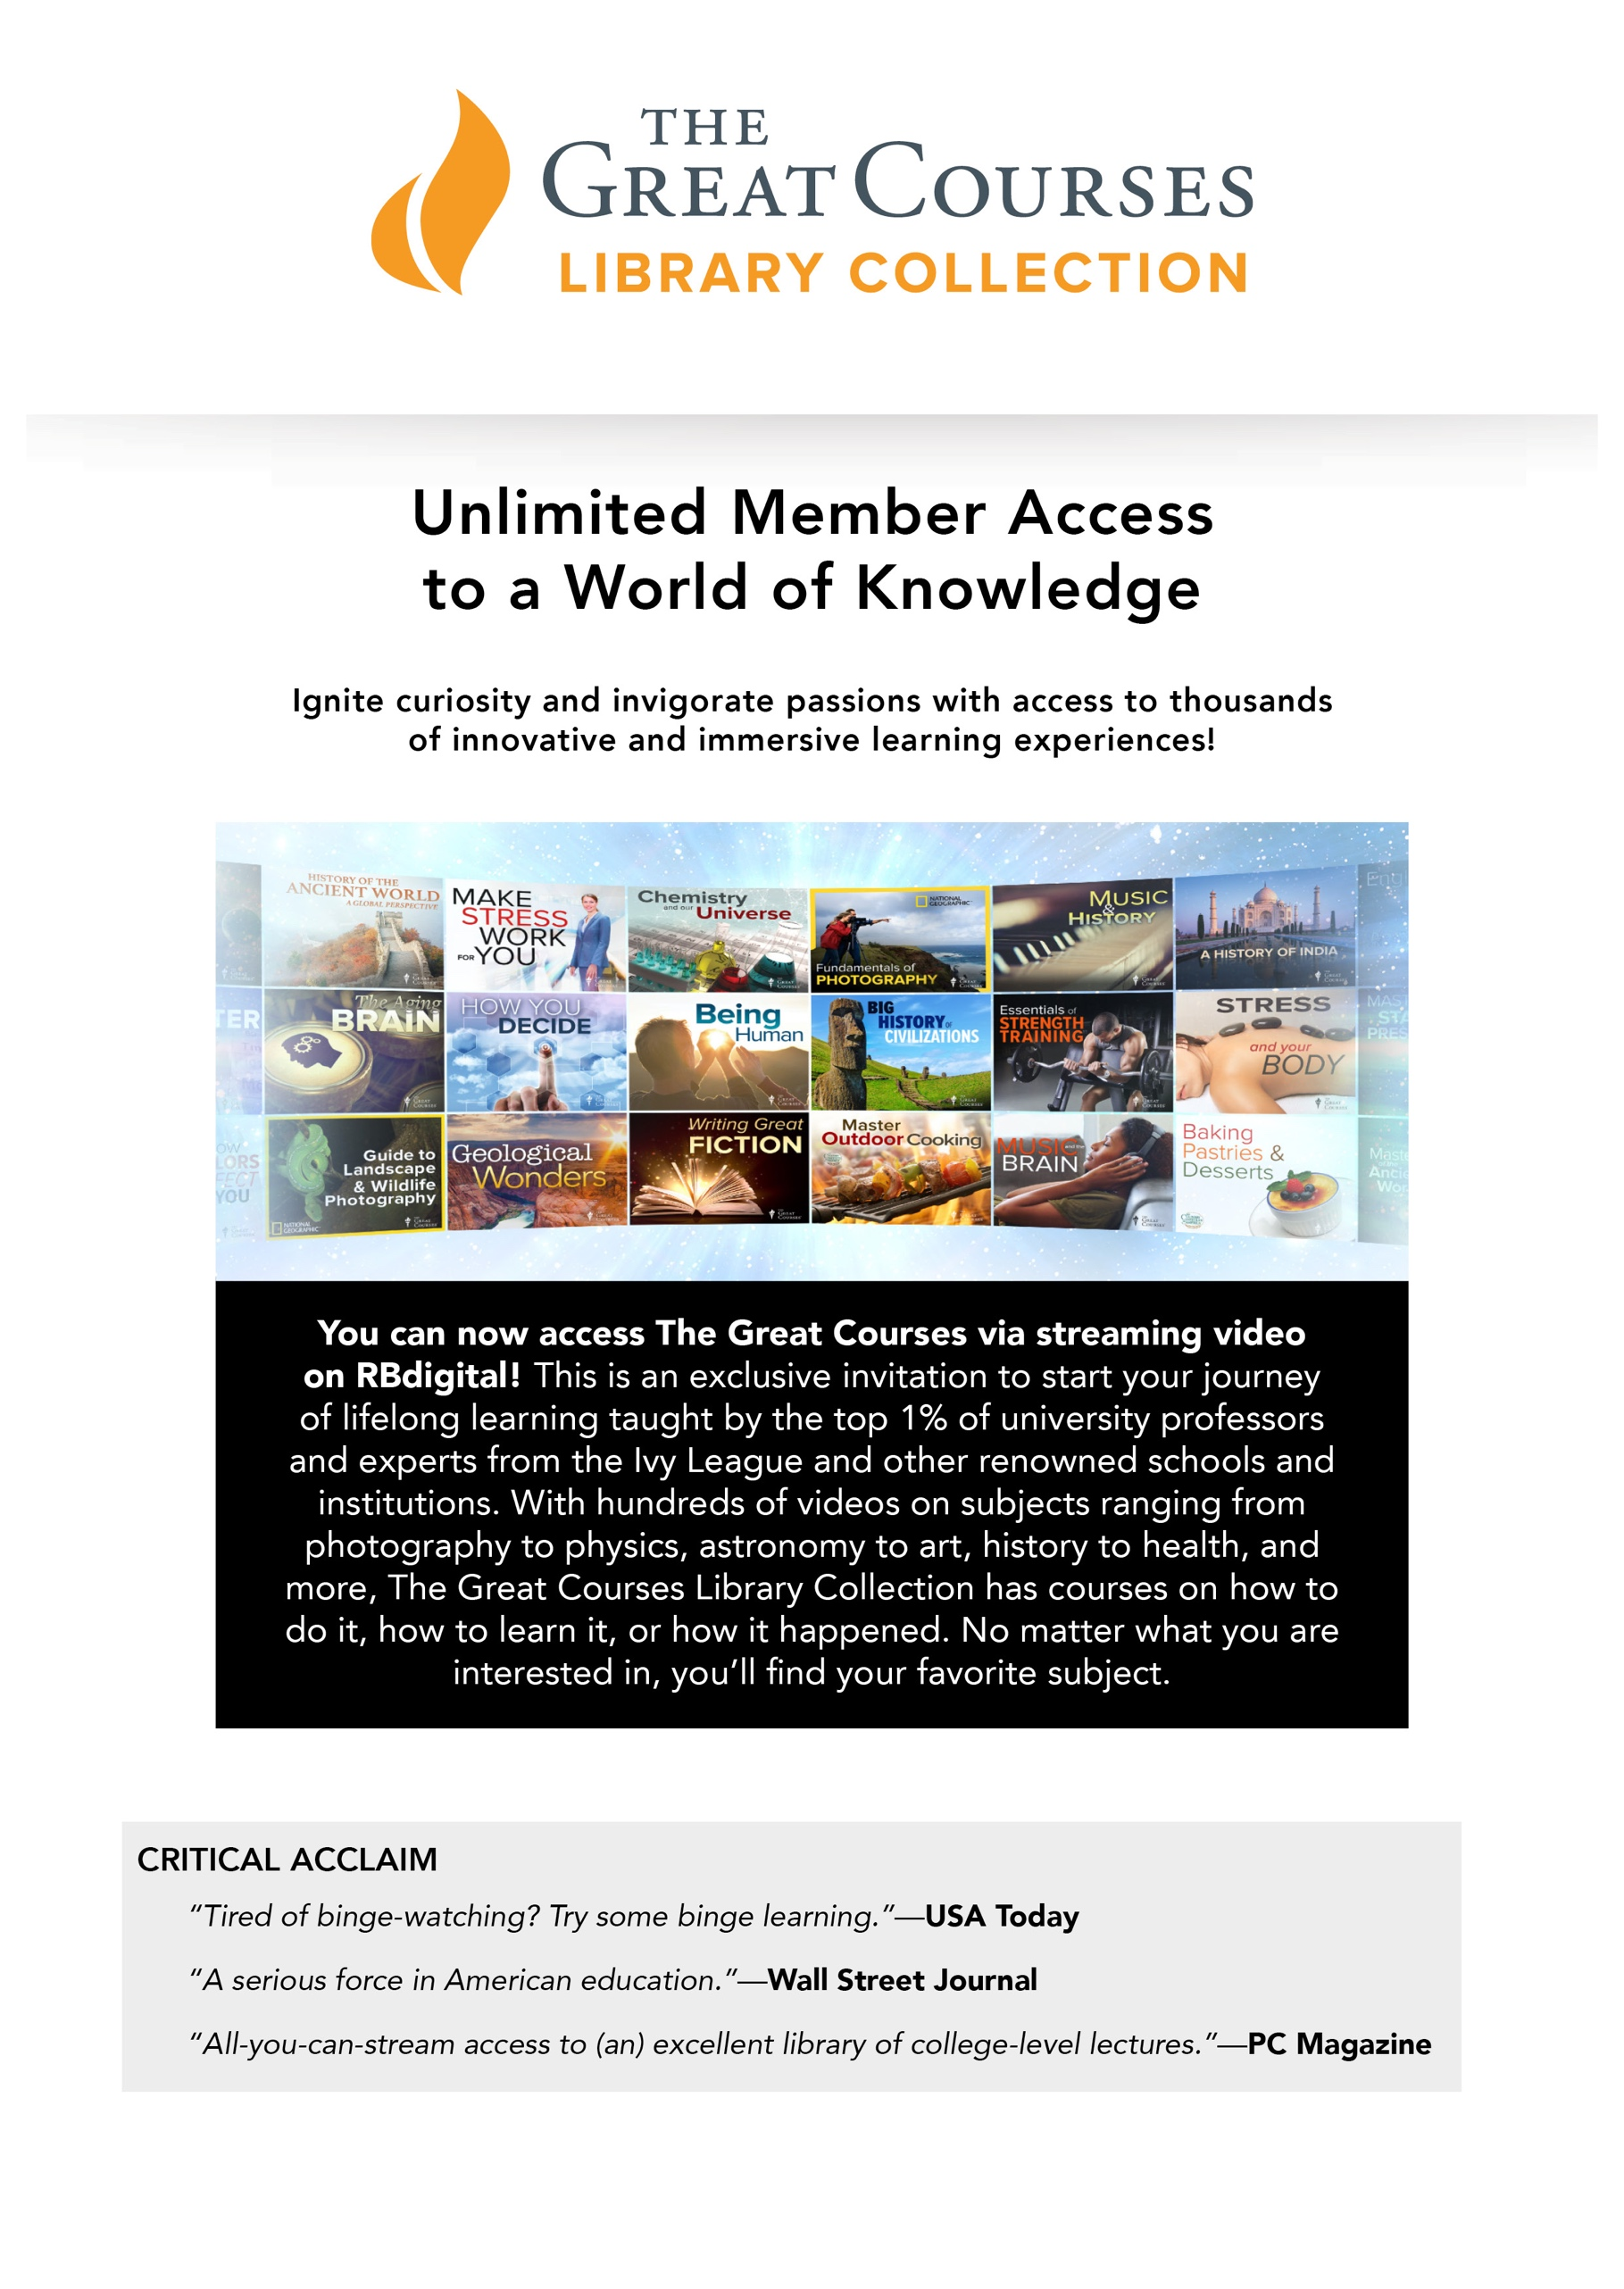 THE
GREAT COURSES
LIBRARY COLLECTION
Unlimited Member Access
to a World of Knowledge
Ignite curiosity and invigorate passions with access to thousands
of innovative and immersive learning experiences!
HISTORY OF THE
ANCIENT WORLD
A GLOBAL PERSPECTIVE
MAKE
STRESS
WORK
FOR YOU
Chemistry
and our Universe
NATIONAL
GEOGRAPHIC
Fundamentals of
PHOTOGRAPHY
MUSIC
&
HISTORY
A HISTORY OF INDIA
The Aging
BRAIN
HOW YOU
DECIDE
Being
Human
BIG
HISTORY OF
CIVILIZATIONS
Essentials of
STRENGTH
TRAINING
STRESS
and your
BODY
Guide to
Landscape
& Wildlife
Photography
NATIONAL
GEOGRAPHIC
Geological
Wonders
Writing Great
FICTION
Master
Outdoor Cooking
MUSIC and the
BRAIN
Baking
Pastries &
Desserts
You can now access The Great Courses via streaming video
on RBdigital! This is an exclusive invitation to start your journey
of lifelong learning taught by the top 1% of university professors
and experts from the Ivy League and other renowned schools and
institutions. With hundreds of videos on subjects ranging from
photography to physics, astronomy to art, history to health, and
more, The Great Courses Library Collection has courses on how to
do it, how to learn it, or how it happened. No matter what you are
interested in, you’ll find your favorite subject.
CRITICAL ACCLAIM
“Tired of binge-watching? Try some binge learning.”—USA Today
“A serious force in American education.”—Wall Street Journal
“All-you-can-stream access to (an) excellent library of college-level lectures.”—PC Magazine